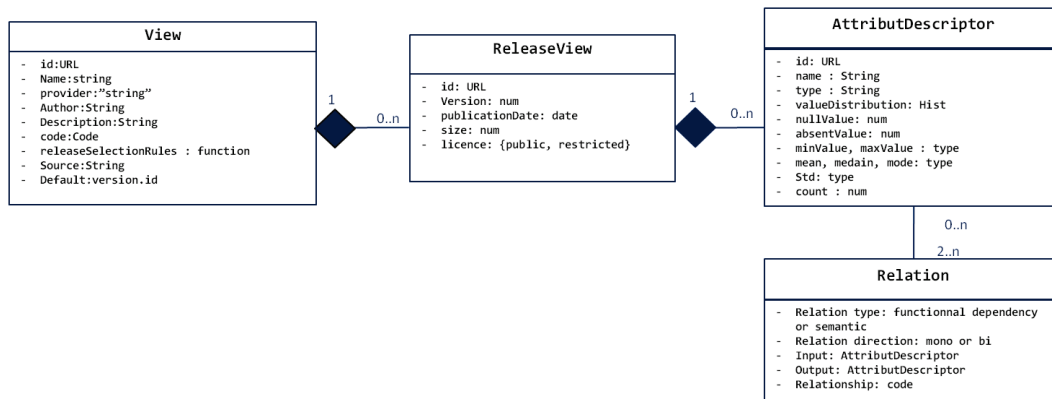 View
- id:URL
- Name:string
- provider:”string”
- Author:String
- Description:String
- code:Code
- releaseSelectionRules : function
- Source:String
- Default:version.id
1
0..n
ReleaseView
- id: URL
- Version: num
- publicationDate: date
- size: num
- licence: {public, restricted}
1
0..n
AttributDescriptor
- id: URL
- name : String
- type : String
- valueDistribution: Hist
- nullValue: num
- absentValue: num
- minValue, maxValue : type
- mean, medain, mode: type
- Std: type
- count : num
0..n
2..n
Relation
- Relation type: functionnal dependency
or semantic
- Relation direction: mono or bi
- Input: AttributDescriptor
- Output: AttributDescriptor
- Relationship: code